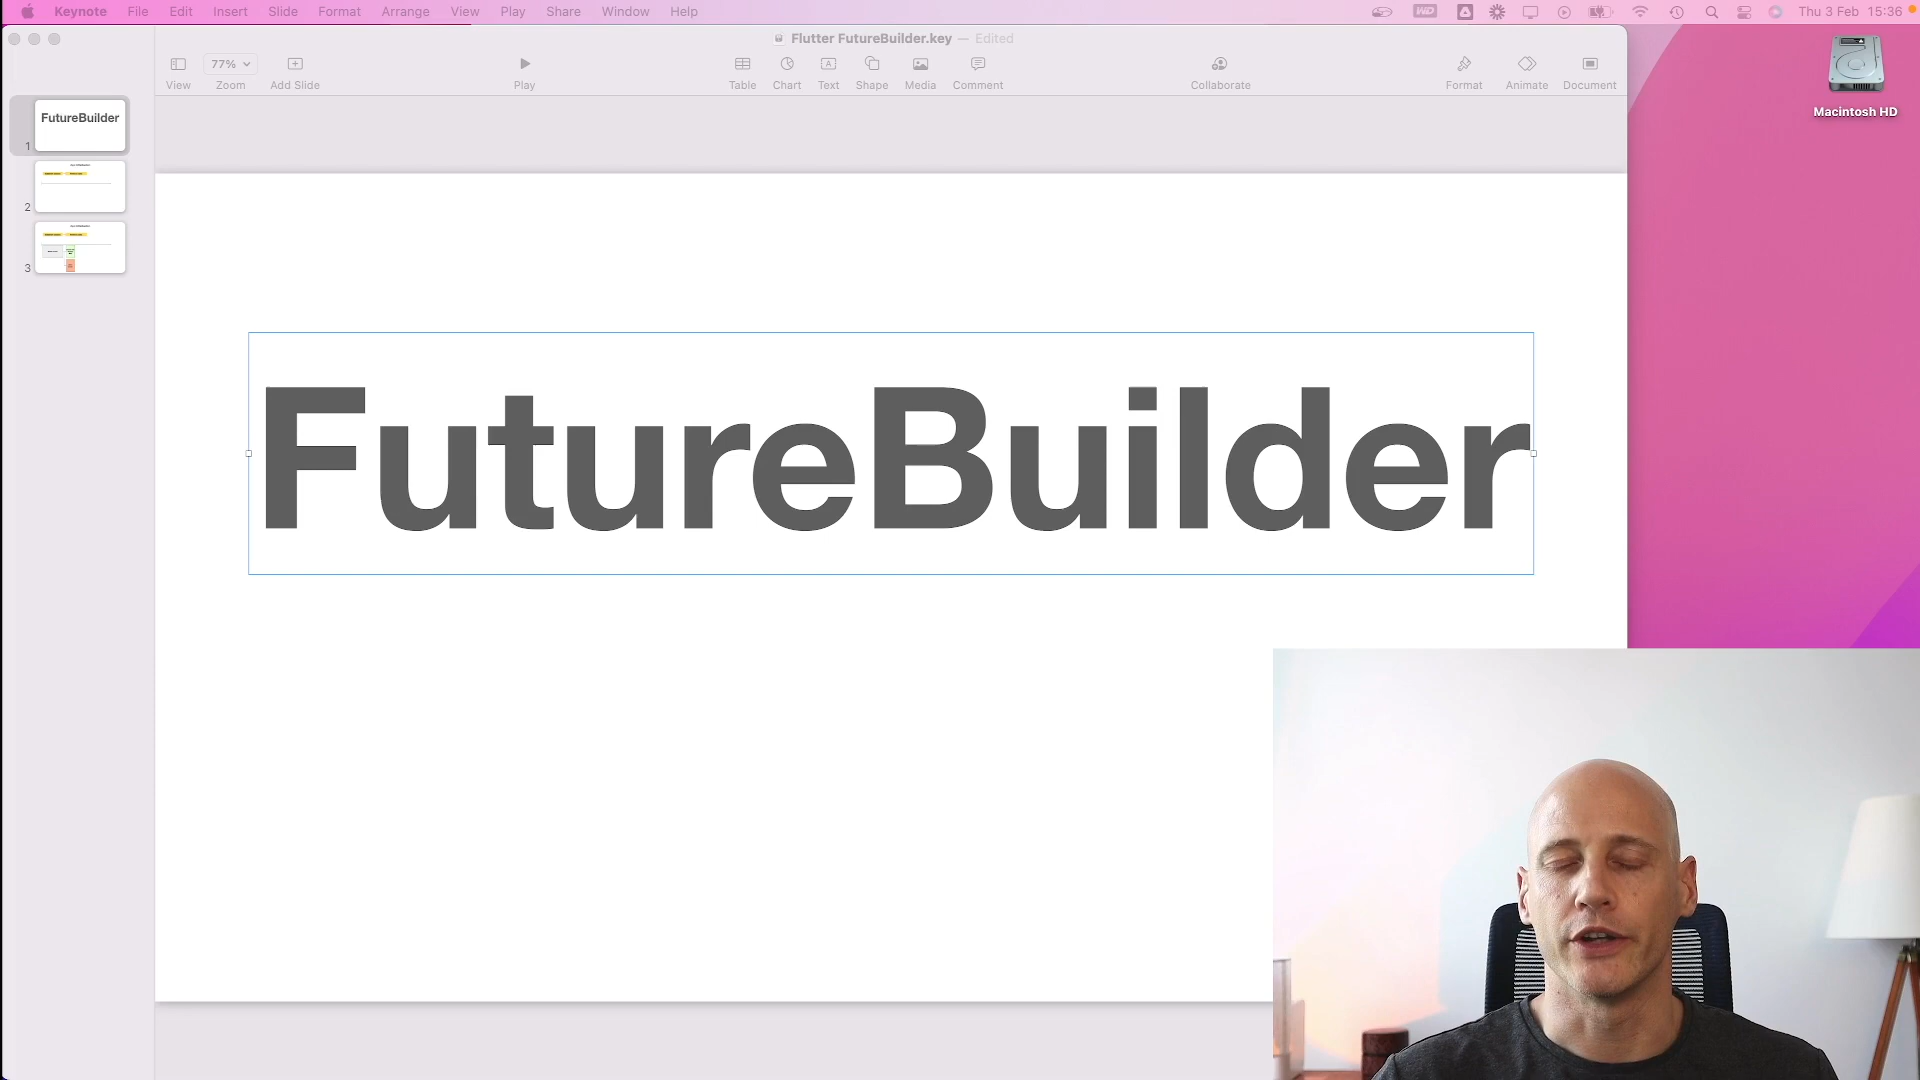 Keynote File Edit Insert Slide Format Arrange View Play Share Window Help Thu 3 Feb 15:36
Flutter FutureBuilder.key — Edited
77%
View Zoom Add Slide Play Table Chart Text Shape Media Comment Collaborate Format Animate Document
Macintosh HD
FutureBuilder
1
2
3
FutureBuilder